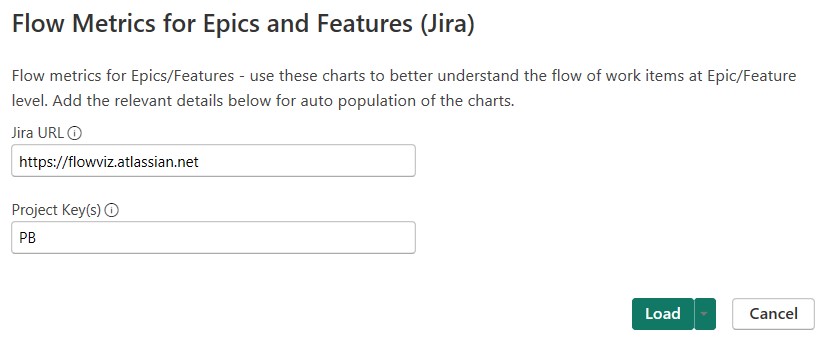 Flow Metrics for Epics and Features (Jira)
Flow metrics for Epics/Features - use these charts to better understand the flow of work items at Epic/Feature
level. Add the relevant details below for auto population of the charts.
Jira URL
https://flowviz.atlassian.net
Project Key(s)
PB
Load Cancel